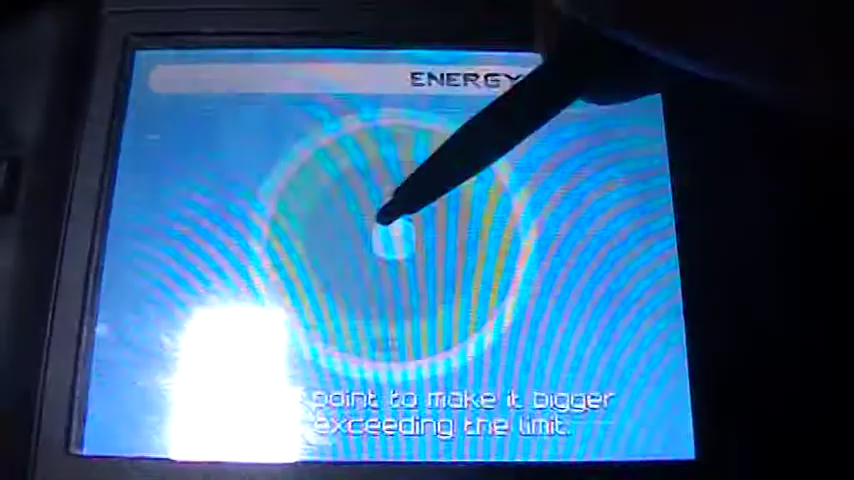 ENERGY
point to make it bigger
exceeding the limit.